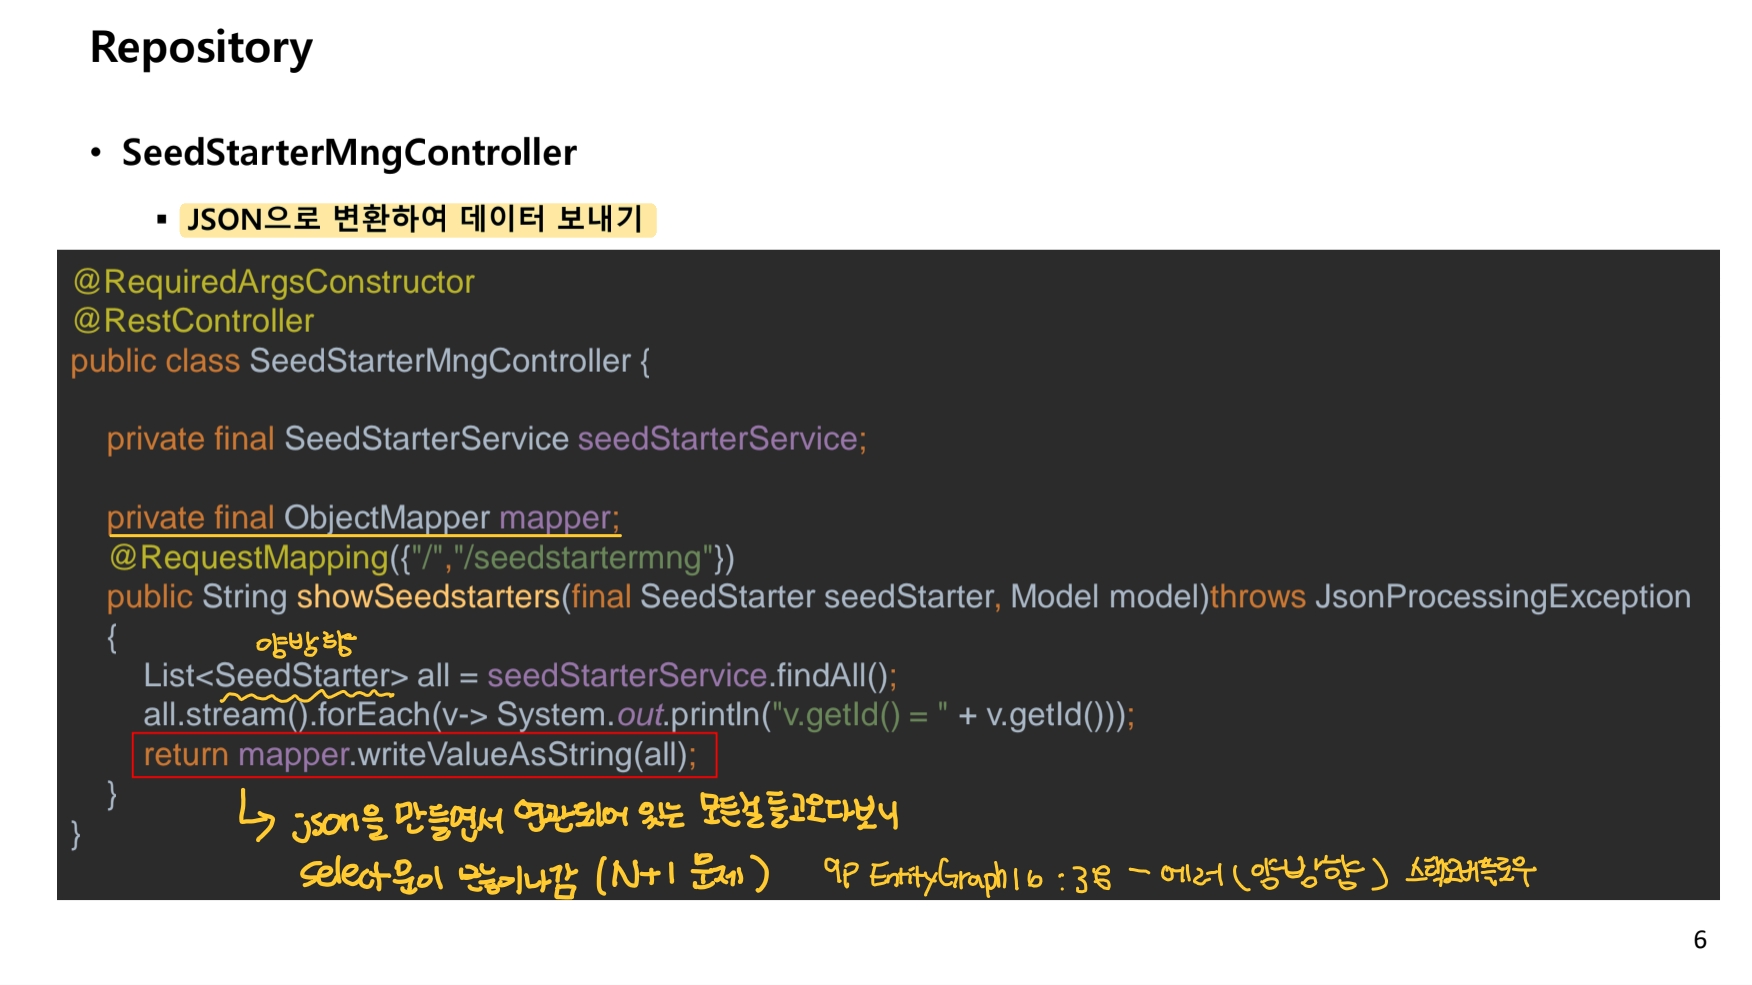 Repository
• SeedStarterMngController
▪ JSON으로 변환하여 데이터 보내기
@RequiredArgsConstructor
@RestController
public class SeedStarterMngController {
private final SeedStarterService seedStarterService;
private final ObjectMapper mapper;
@RequestMapping({"/","/seedstartermng"})
public String showSeedstarters(final SeedStarter seedStarter, Model model)throws JsonProcessingException
{
양방향
List<SeedStarter> all = seedStarterService.findAll();
all.stream().forEach(v-> System.out.println("v.getId() = " + v.getId()));
return mapper.writeValueAsString(all);
}
↳ json을 만들면서 연관되어 있는 모든걸 들고오다보니
}
select문이 많이나감 (N+1 문제) 9p EntityGraph 16 : 38 - 에러 (양방향) 스택오버플로우
6